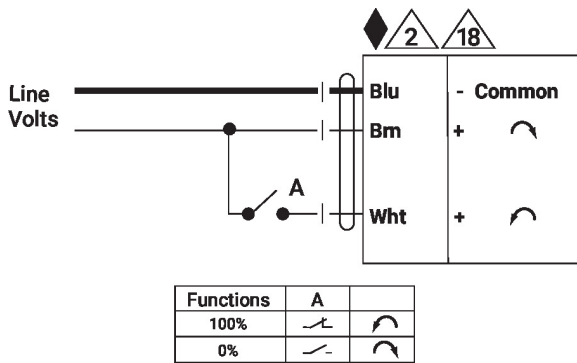 2 18
Line
Volts
Blu - Common
Brn +
A
Wht +
Functions A
100%
0%